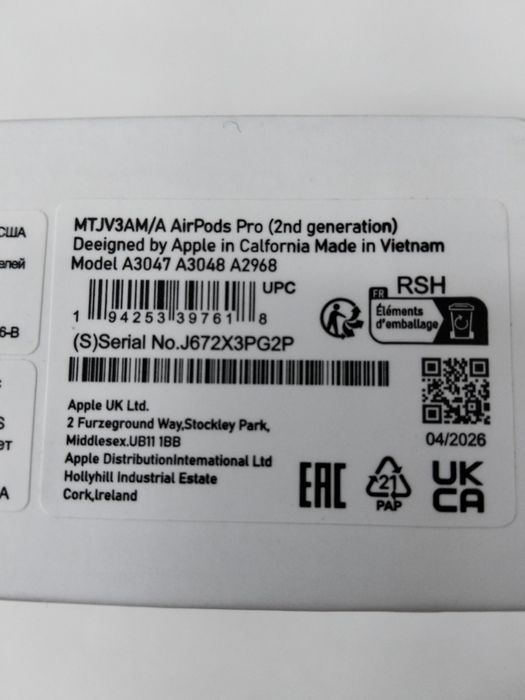 США
елей
6-В
S
ет
А
MTJV3AM/A AirPods Pro (2nd generation)
Deeigned by Apple in Calfornia Made in Vietnam
Model A3047 A3048 A2968
UPC
1 94253 39761 8
FR
RSH
Éléments
d'emballage
(S)Serial No.J672X3PG2P
Apple UK Ltd.
2 Furzeground Way,Stockley Park,
Middlesex.UB11 1BB
Apple DistributionInternational Ltd
Hollyhill Industrial Estate
Cork,Ireland
04/2026
EAC
21
PAP
UK
CA